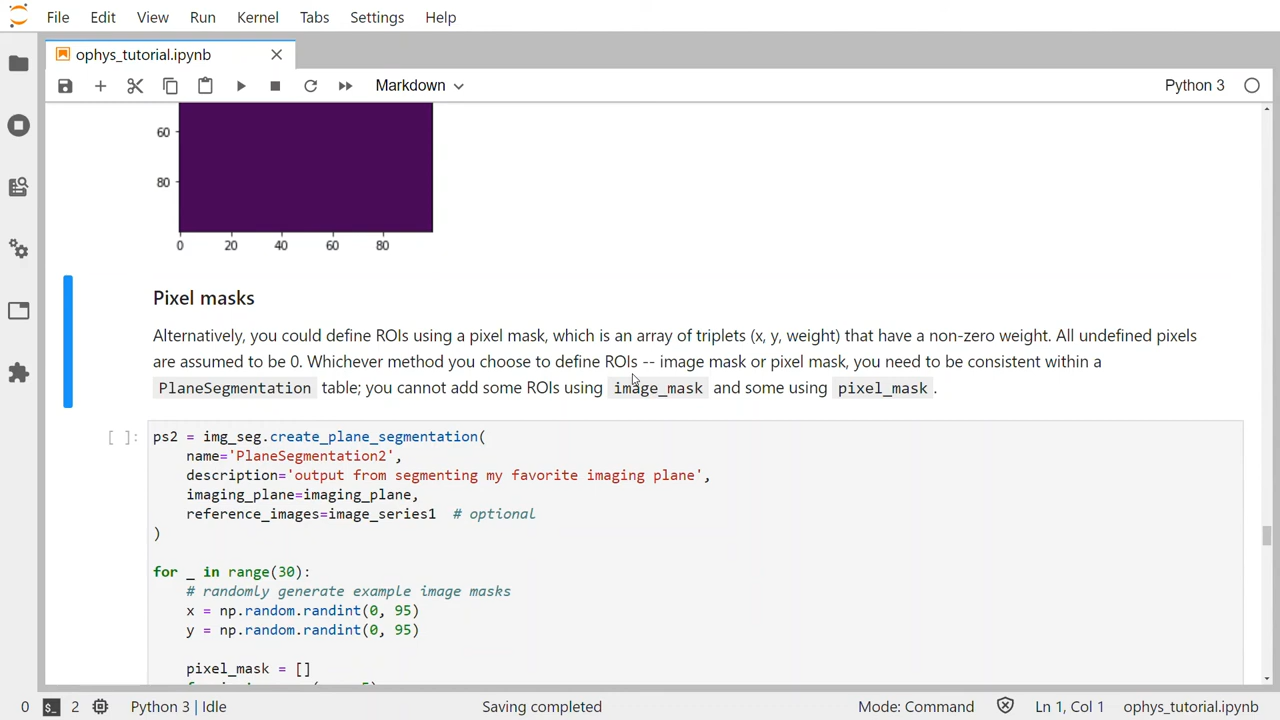 File Edit View Run Kernel Tabs Settings Help
ophys_tutorial.ipynb
Markdown Python 3
60
80
0 20 40 60 80
Pixel masks
Alternatively, you could define ROIs using a pixel mask, which is an array of triplets (x, y, weight) that have a non-zero weight. All undefined pixels
are assumed to be 0. Whichever method you choose to define ROIs -- image mask or pixel mask, you need to be consistent within a
PlaneSegmentation table; you cannot add some ROIs using image_mask and some using pixel_mask.
[ ]: ps2 = img_seg.create_plane_segmentation(
name='PlaneSegmentation2',
description='output from segmenting my favorite imaging plane',
imaging_plane=imaging_plane,
reference_images=image_series1 # optional
)
for _ in range(30):
# randomly generate example image masks
x = np.random.randint(0, 95)
y = np.random.randint(0, 95)
pixel_mask = []
0 2 Python 3 | Idle Saving completed Mode: Command Ln 1, Col 1 ophys_tutorial.ipynb